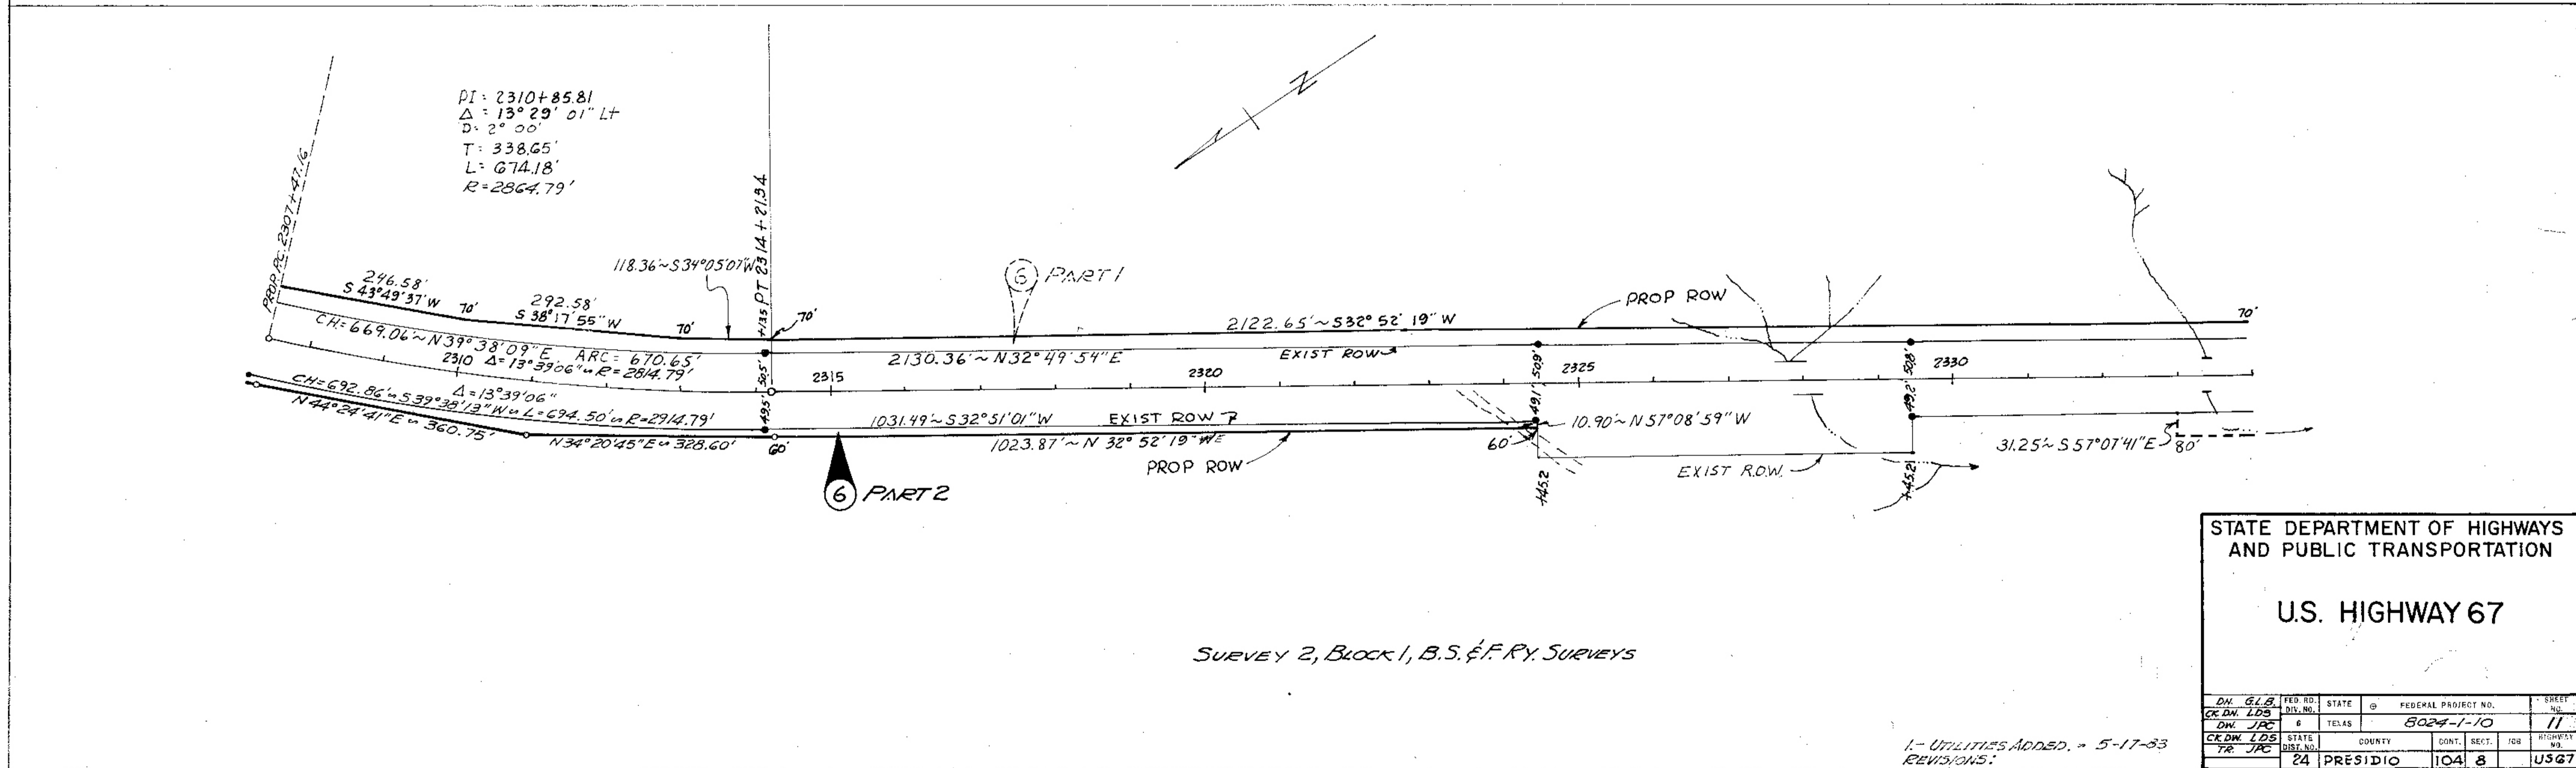 PI: 2310+85.81
Δ = 13° 29' 01" Lt
D: 2° 00'
T: 338.65'
L: 674.18'
R = 2864.79'
PROP. P.C. 2307+47.16
+135 PT 2314+21.34
118.36'~S34°05'07"W
246.58'
S 43°49'37"W
70'
292.58'
S 38°17'55"W
70'
70'
6 PART 1
2122.65'~S32° 52' 19" W
PROP ROW
70'
CH = 669.06~N39°38'09"E ARC = 670.65'
2310 Δ=13°39'06"~R=2814.79'
50.5'
2130.36'~N32°49'54"E
EXIST ROW
2315
2320
2325
2330
49.1' 50.9'
49.2' 50.8'
CH=692.86'~S39°38'13"W~L=694.50'~R=2914.79'
Δ=13°39'06"
N44°24'41"E~360.75'
N34°20'45"E~328.60'
49.5'
60'
1031.49~S32°51'01"W EXIST ROW
1023.87'~N 32°52'19"W E
PROP ROW
10.90'~N57°08'59"W
60'
+45.2
EXIST R.O.W.
+45.21
31.25'~S57°07'41"E
80'
6 PART 2
SURVEY 2, BLOCK 1, B.S. & F. RY. SURVEYS
STATE DEPARTMENT OF HIGHWAYS
AND PUBLIC TRANSPORTATION
U.S. HIGHWAY 67
DN. G.L.B. FED. RD. DIV. NO. STATE FEDERAL PROJECT NO. SHEET NO.
CK DN. LDS
DW. JPC 6 TEXAS 8024-1-10 11
CK DW. LDS STATE DIST. NO. COUNTY CONT. SECT. JOB HIGHWAY NO.
TR. JPC
24 PRESIDIO 104 8 US67
1.- UTILITIES ADDED. - 5-17-83
REVISIONS: